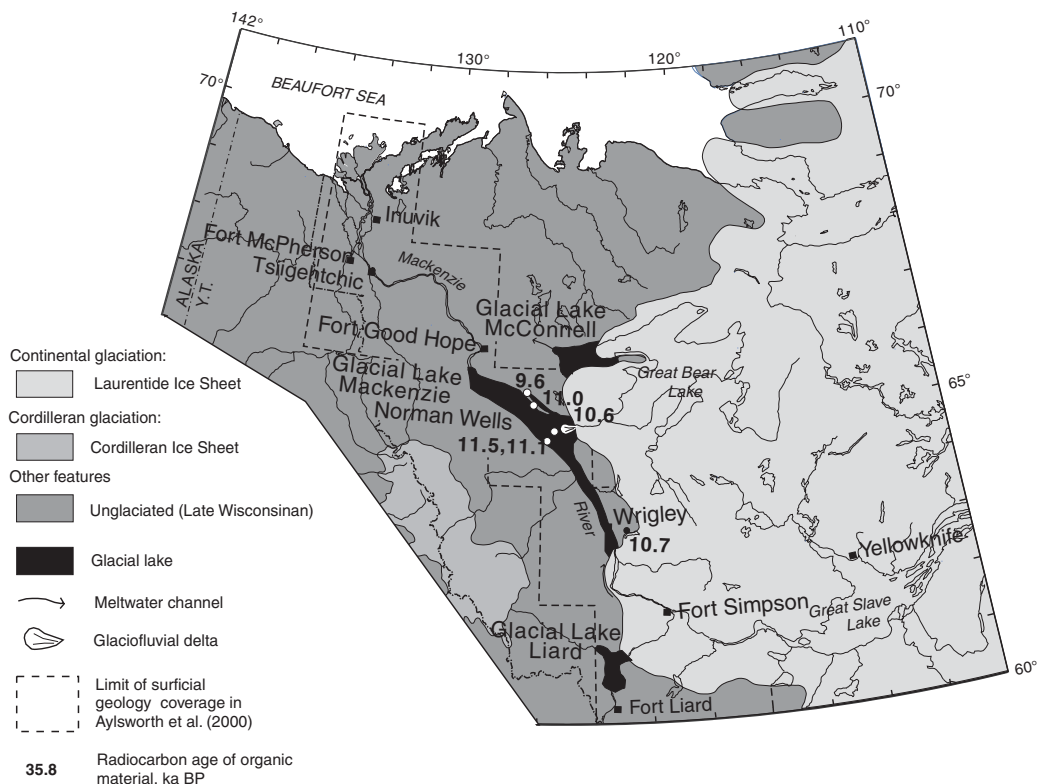 142°
130°
120°
110°
70°
BEAUFORT SEA
70°
Inuvik
Fort McPherson
Tsiigehtchic
Mackenzie
ALASKA
Y.T.
Glacial Lake
McConnell
Fort Good Hope
Glacial Lake
Mackenzie
Norman Wells
9.6
11.0
10.6
11.5,11.1
Great Bear
Lake
65°
River
Wrigley
10.7
Yellowknife
Fort Simpson
Great Slave
Lake
Glacial Lake
Liard
Fort Liard
60°
Continental glaciation:
Laurentide Ice Sheet
Cordilleran glaciation:
Cordilleran Ice Sheet
Other features
Unglaciated (Late Wisconsinan)
Glacial lake
Meltwater channel
Glaciofluvial delta
Limit of surficial
geology coverage in
Aylsworth et al. (2000)
35.8
Radiocarbon age of organic
material, ka BP